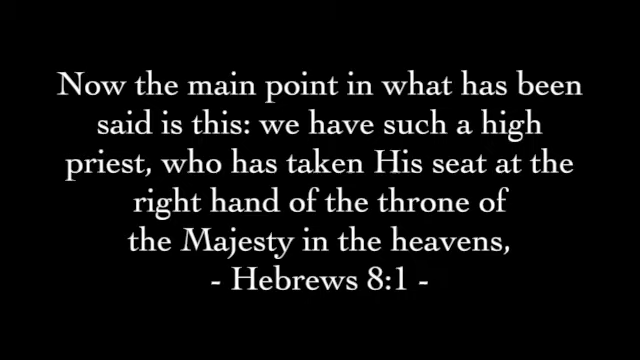 Now the main point in what has been
said is this: we have such a high
priest, who has taken His seat at the
right hand of the throne of
the Majesty in the heavens,
- Hebrews 8:1 -